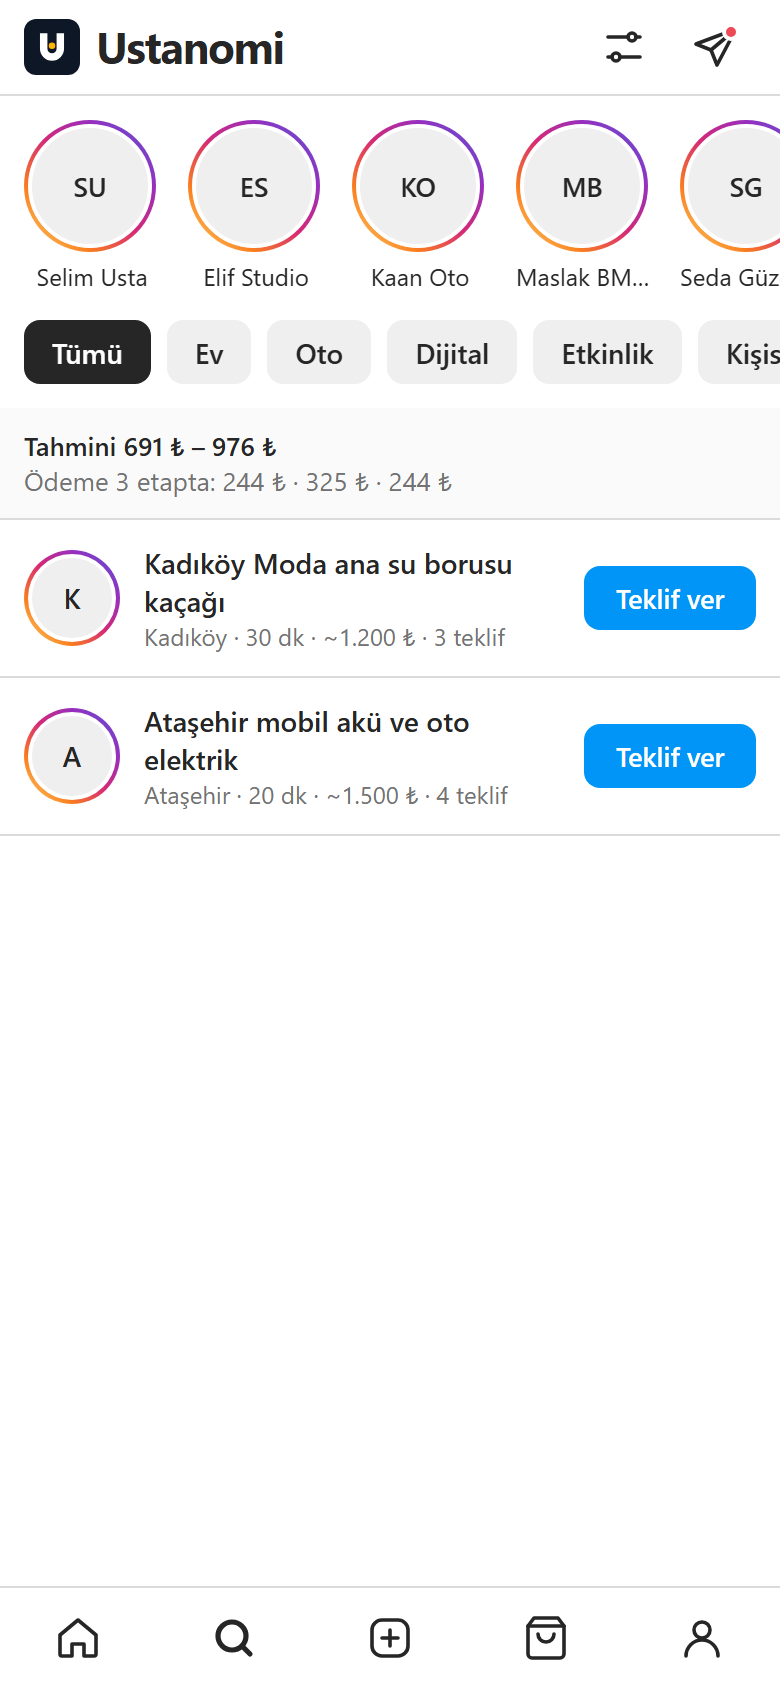 Ustanomi
SU
ES
KO
MB
SG
Selim Usta
Elif Studio
Kaan Oto
Maslak BM...
Seda Güz
Tümü
Ev
Oto
Dijital
Etkinlik
Kişis
Tahmini 691 ₺ – 976 ₺
Ödeme 3 etapta: 244 ₺ · 325 ₺ · 244 ₺
K
Kadıköy Moda ana su borusu
kaçağı
Kadıköy · 30 dk · ~1.200 ₺ · 3 teklif
Teklif ver
A
Ataşehir mobil akü ve oto
elektrik
Ataşehir · 20 dk · ~1.500 ₺ · 4 teklif
Teklif ver